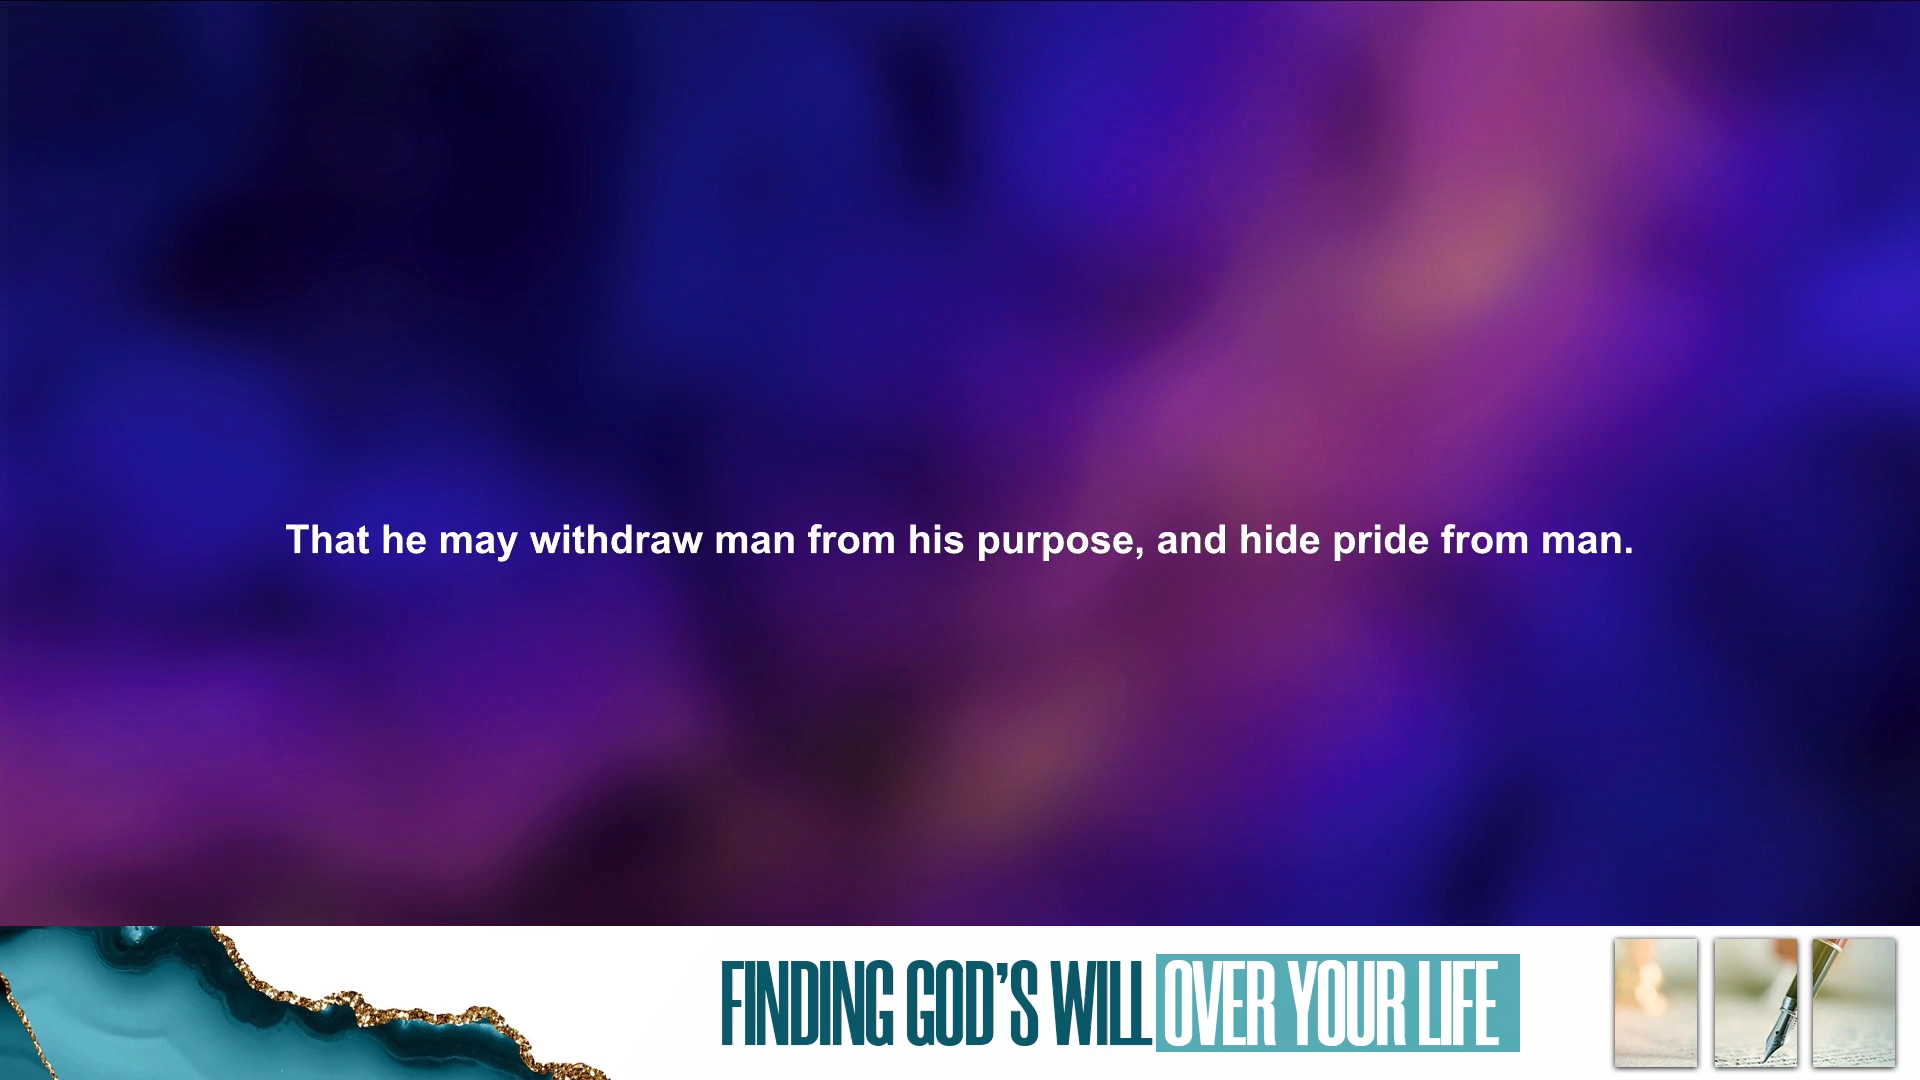 That he may withdraw man from his purpose, and hide pride from man.
FINDING GOD'S WILL OVER YOUR LIFE